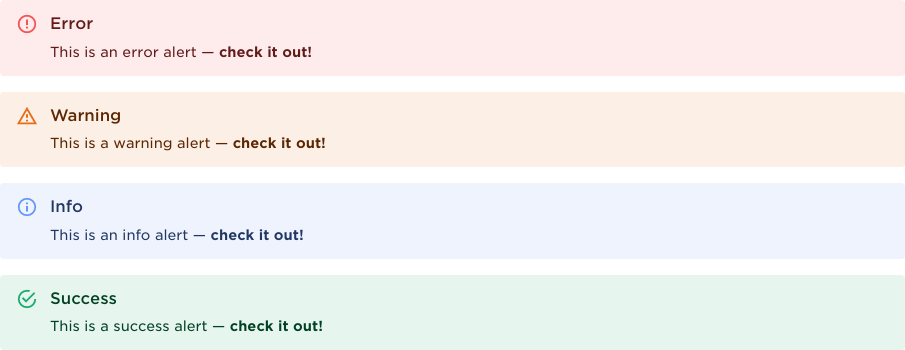 Error
This is an error alert — check it out!
Warning
This is a warning alert — check it out!
Info
This is an info alert — check it out!
Success
This is a success alert — check it out!